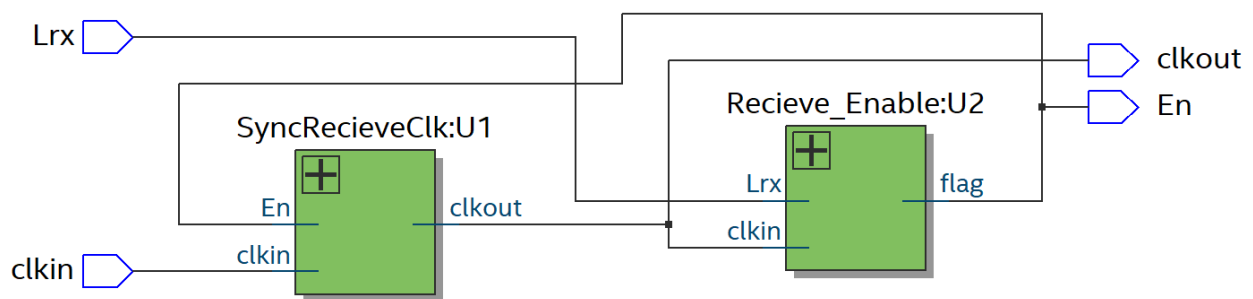 Lrx
clkout
Recieve_Enable:U2
En
SyncRecieveClk:U1
Lrx
flag
En
clkout
clkin
clkin
clkin